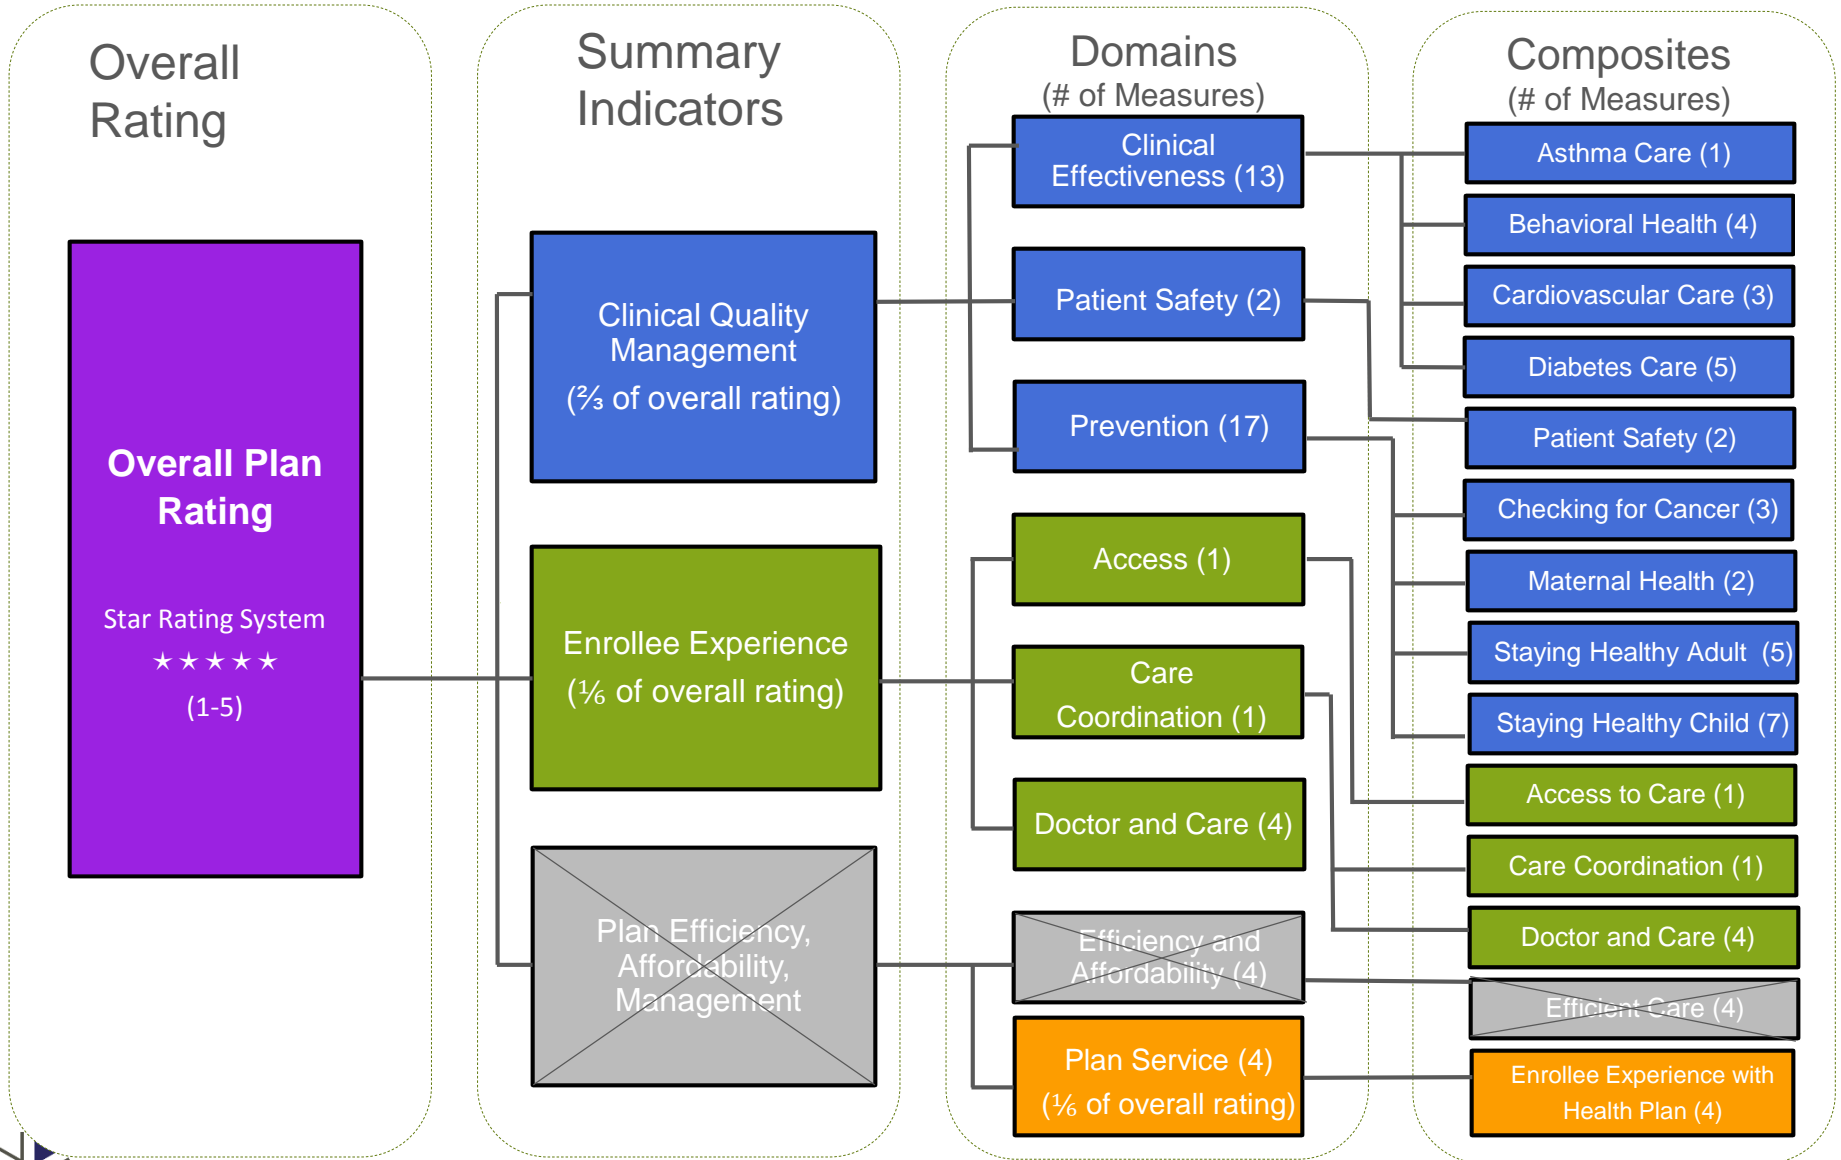 Overall
Rating
Overall Plan
Rating
Star Rating System
★★★★★
(1-5)
Summary
Indicators
Clinical Quality
Management
(⅔ of overall rating)
Enrollee Experience
(⅙ of overall rating)
Plan Efficiency,
Affordability,
Management
Domains
(# of Measures)
Clinical
Effectiveness (13)
Patient Safety (2)
Prevention (17)
Access (1)
Care
Coordination (1)
Doctor and Care (4)
Efficiency and
Affordability (4)
Plan Service (4)
(⅙ of overall rating)
Composites
(# of Measures)
Asthma Care (1)
Behavioral Health (4)
Cardiovascular Care (3)
Diabetes Care (5)
Patient Safety (2)
Checking for Cancer (3)
Maternal Health (2)
Staying Healthy Adult (5)
Staying Healthy Child (7)
Access to Care (1)
Care Coordination (1)
Doctor and Care (4)
Efficient Care (4)
Enrollee Experience with
Health Plan (4)